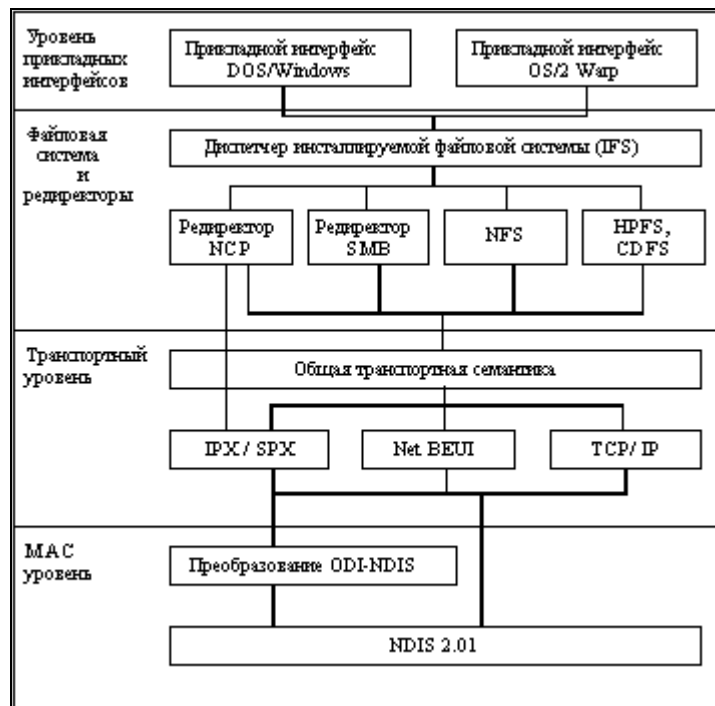 Уровень
прикладных
интерфейсов
Прикладной интерфейс
DOS/Windows
Прикладной интерфейс
OS/2 Warp
Файловая
система
и
редиректоры
Диспетчер инсталлируемой файловой системы (IFS)
Редиректор
NCP
Редиректор
SMB
NFS
HPFS,
CDFS
Транспортный
уровень
Общая транспортная семантика
IPX / SPX
Net BEUI
TCP/ IP
MAC
уровень
Преобразование ODI-NDIS
NDIS 2.01